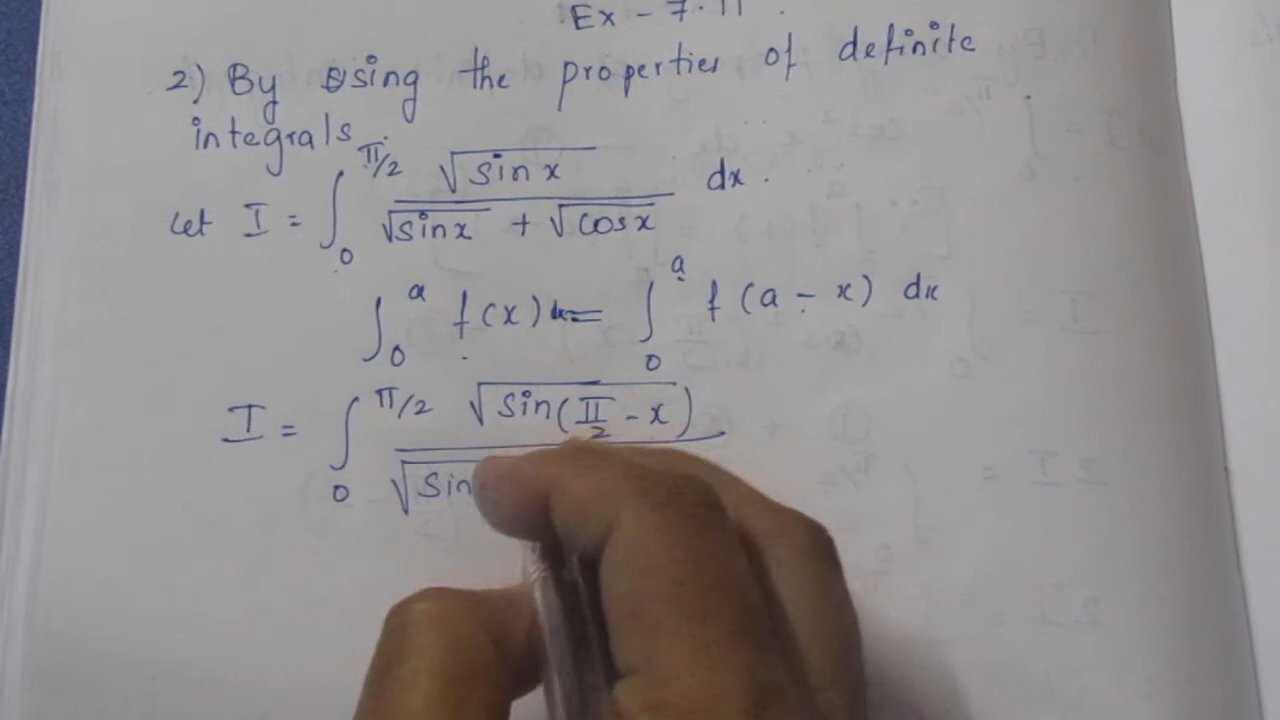 Ex - 7.11
2) By using the properties of definite
integrals
Let I = ∫₀^π/2 √sin x / √sin x + √cos x dx.
∫₀^a f(x) dx = ∫₀^a f(a - x) dx
I = ∫₀^π/2 √sin(π/2 - x) / √sin